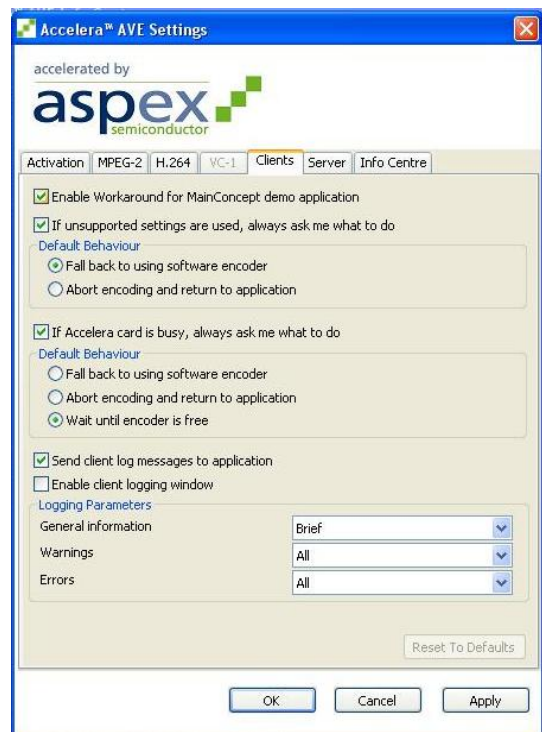 Accelera™ AVE Settings
accelerated by
aspex
semiconductor
Activation MPEG-2 H.264 VC-1 Clients Server Info Centre
Enable Workaround for MainConcept demo application
If unsupported settings are used, always ask me what to do
Default Behaviour
Fall back to using software encoder
Abort encoding and return to application
If Accelera card is busy, always ask me what to do
Default Behaviour
Fall back to using software encoder
Abort encoding and return to application
Wait until encoder is free
Send client log messages to application
Enable client logging window
Logging Parameters
General information Brief
Warnings All
Errors All
Reset To Defaults
OK Cancel Apply